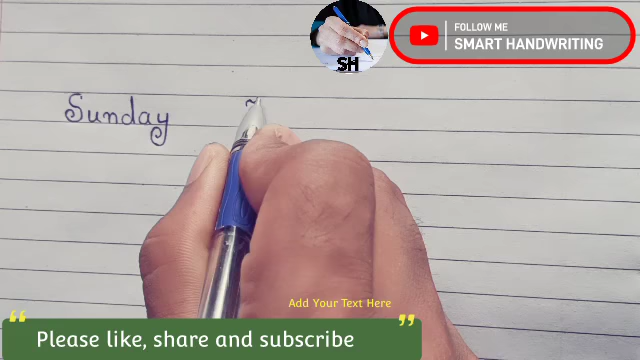 FOLLOW ME
SMART HANDWRITING
SH
Sunday
Add Your Text Here
“ Please like, share and subscribe ”